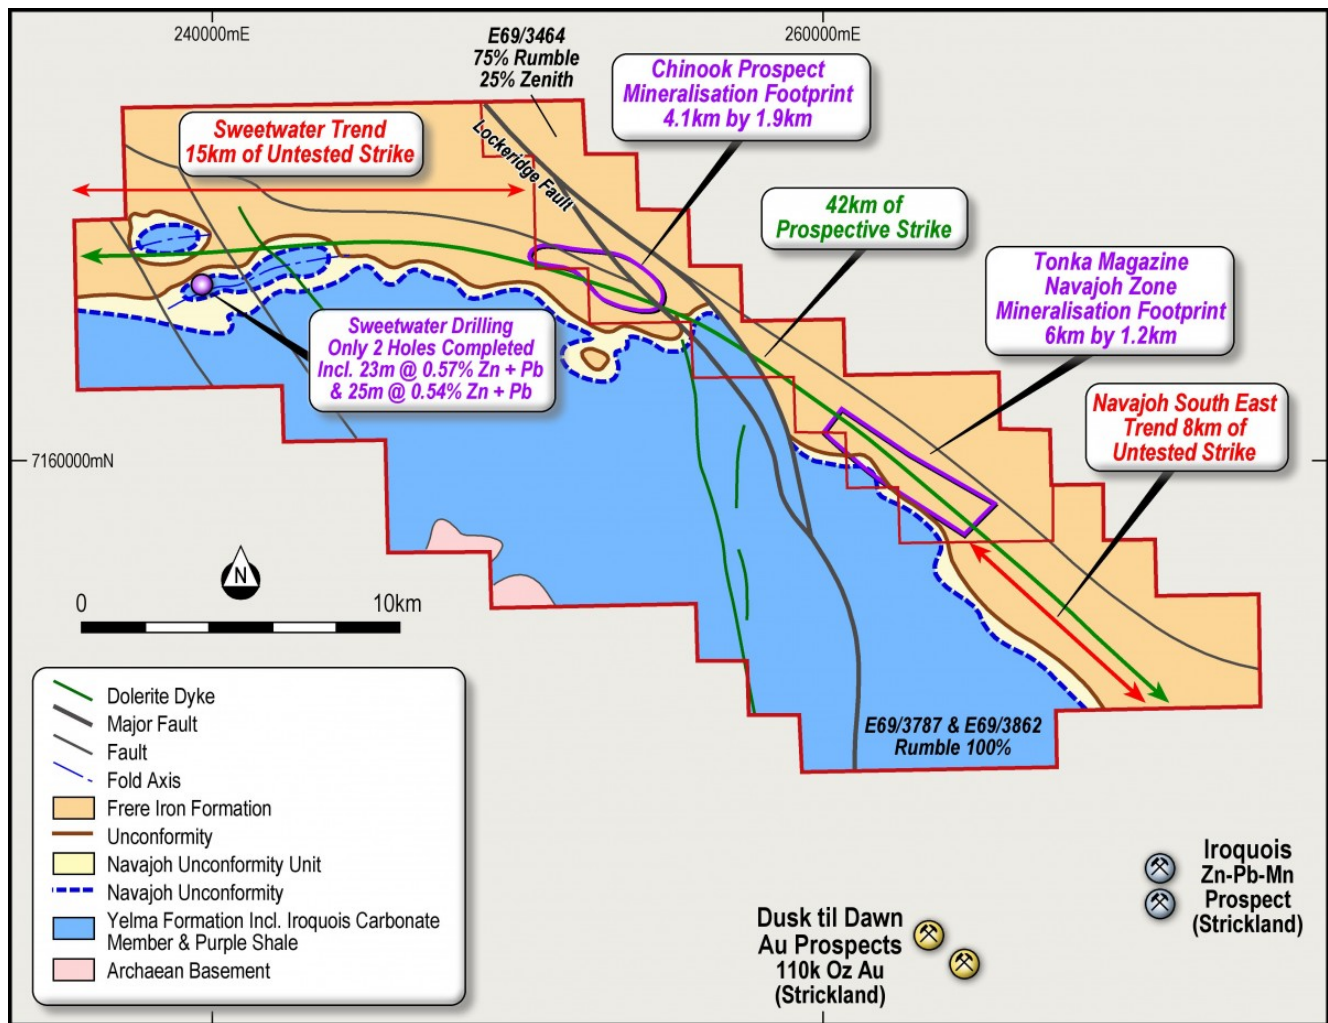 240000mE
260000mE
E69/3464
75% Rumble
25% Zenith
Chinook Prospect
Mineralisation Footprint
4.1km by 1.9km
Sweetwater Trend
15km of Untested Strike
Lockeridge Fault
42km of
Prospective Strike
Tonka Magazine
Navajoh Zone
Mineralisation Footprint
6km by 1.2km
Sweetwater Drilling
Only 2 Holes Completed
Incl. 23m @ 0.57% Zn + Pb
& 25m @ 0.54% Zn + Pb
Navajoh South East
Trend 8km of
Untested Strike
7160000mN
N
0
10km
Dolerite Dyke
Major Fault
Fault
Fold Axis
Frere Iron Formation
Unconformity
Navajoh Unconformity Unit
Navajoh Unconformity
Yelma Formation Incl. Iroquois Carbonate
Member & Purple Shale
Archaean Basement
E69/3787 & E69/3862
Rumble 100%
Iroquois
Zn-Pb-Mn
Prospect
(Strickland)
Dusk til Dawn
Au Prospects
110k Oz Au
(Strickland)